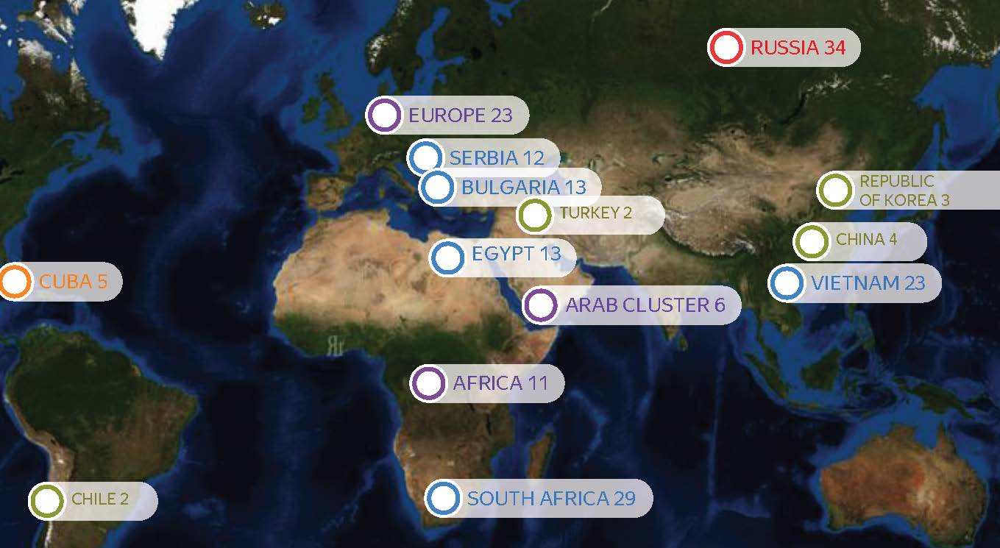 RUSSIA 34
EUROPE 23
SERBIA 12
BULGARIA 13
REPUBLIC
OF KOREA 3
TURKEY 2
CHINA 4
EGYPT 13
CUBA 5
VIETNAM 23
ARAB CLUSTER 6
AFRICA 11
SOUTH AFRICA 29
CHILE 2